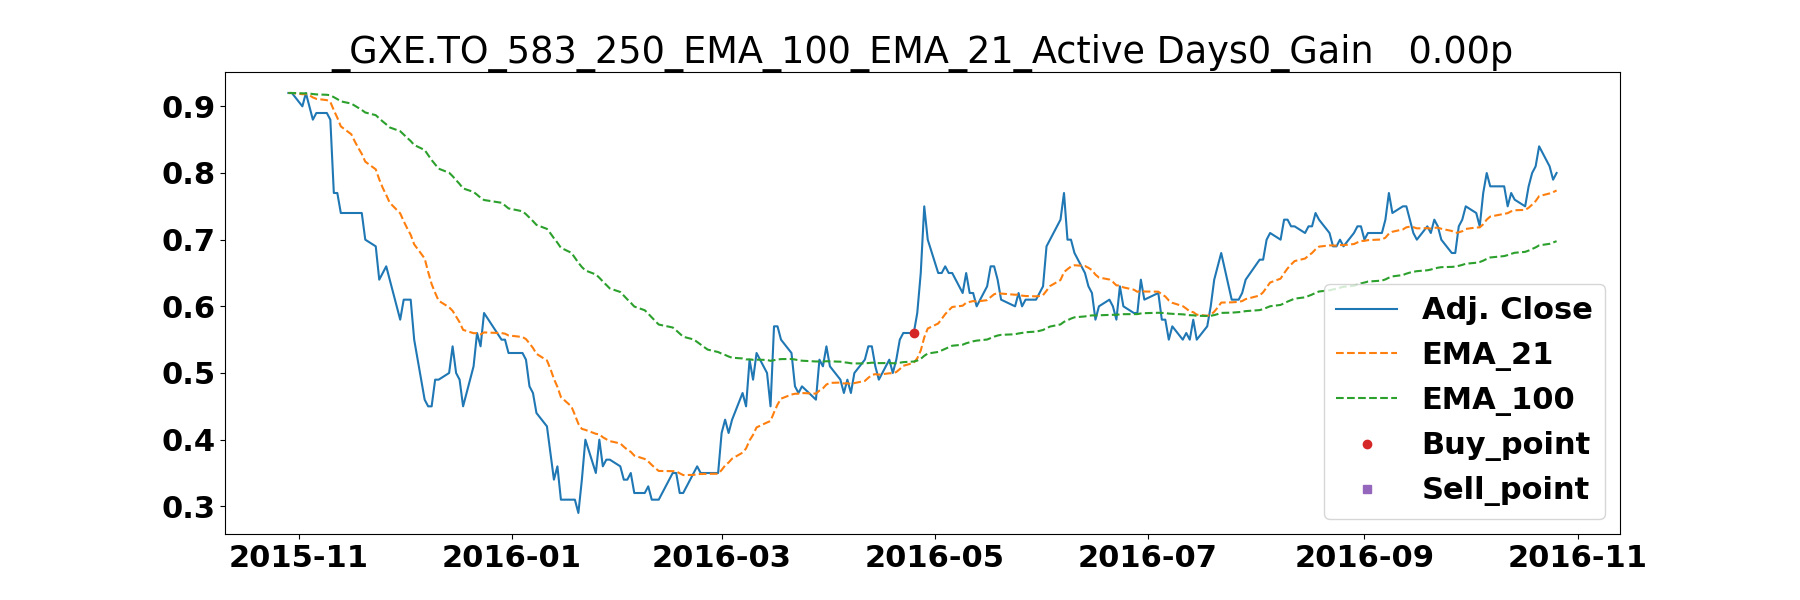 _GXE.TO_583_250_EMA_100_EMA_21_Active Days0_Gain   0.00p
0.9
0.8
0.7
0.6
0.5
0.4
0.3
Adj. Close
EMA_21
EMA_100
Buy_point
Sell_point
2015-11 2016-01 2016-03 2016-05 2016-07 2016-09 2016-11